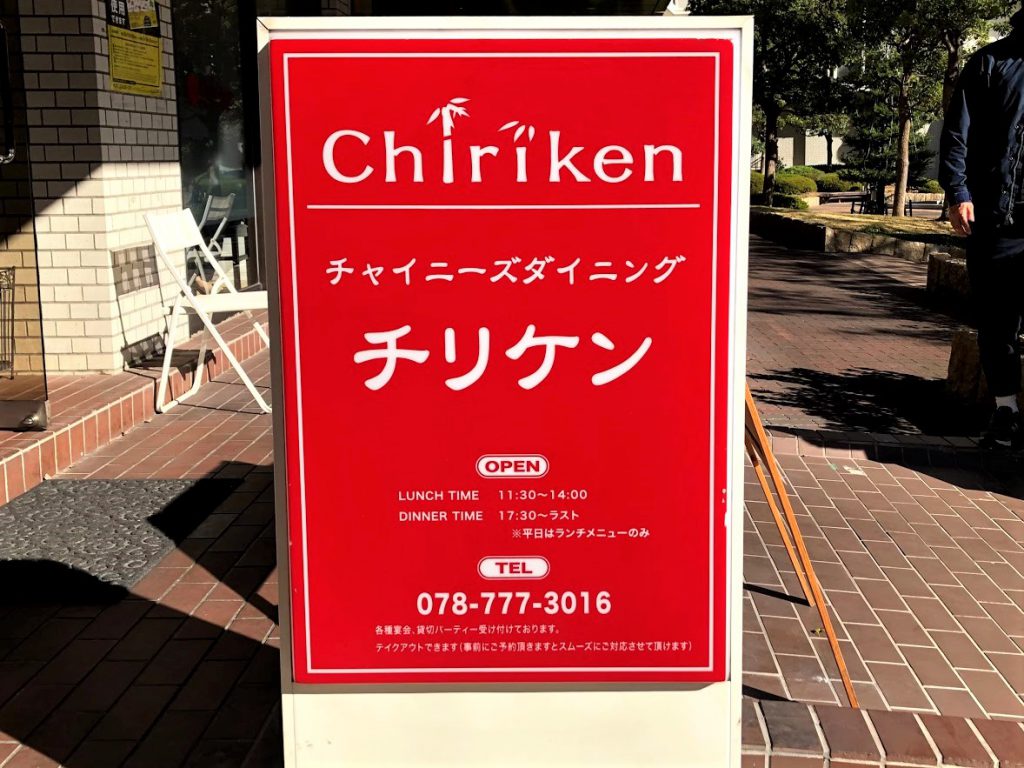 使用
Chiriken
チャイニーズダイニング
チリケン
OPEN
LUNCH TIME 11:30〜14:00
DINNER TIME 17:30〜ラスト
※平日はランチメニューのみ
TEL
078-777-3016
各種宴会、貸切パーティー受け付けております。
テイクアウトできます(事前にご予約頂きますとスムーズにご対応させて頂けます)